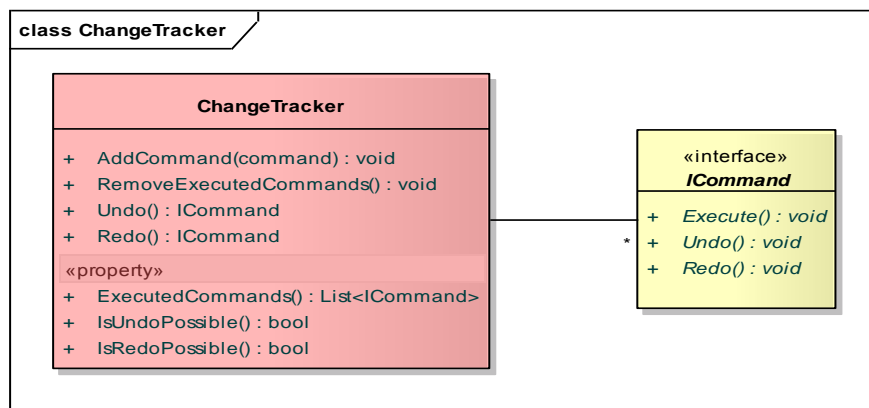 class ChangeTracker
ChangeTracker
+ AddCommand(command) : void
+ RemoveExecutedCommands() : void
+ Undo() : ICommand
+ Redo() : ICommand
«property»
+ ExecutedCommands() : List<ICommand>
+ IsUndoPossible() : bool
+ IsRedoPossible() : bool
*
«interface»
ICommand
+ Execute() : void
+ Undo() : void
+ Redo() : void